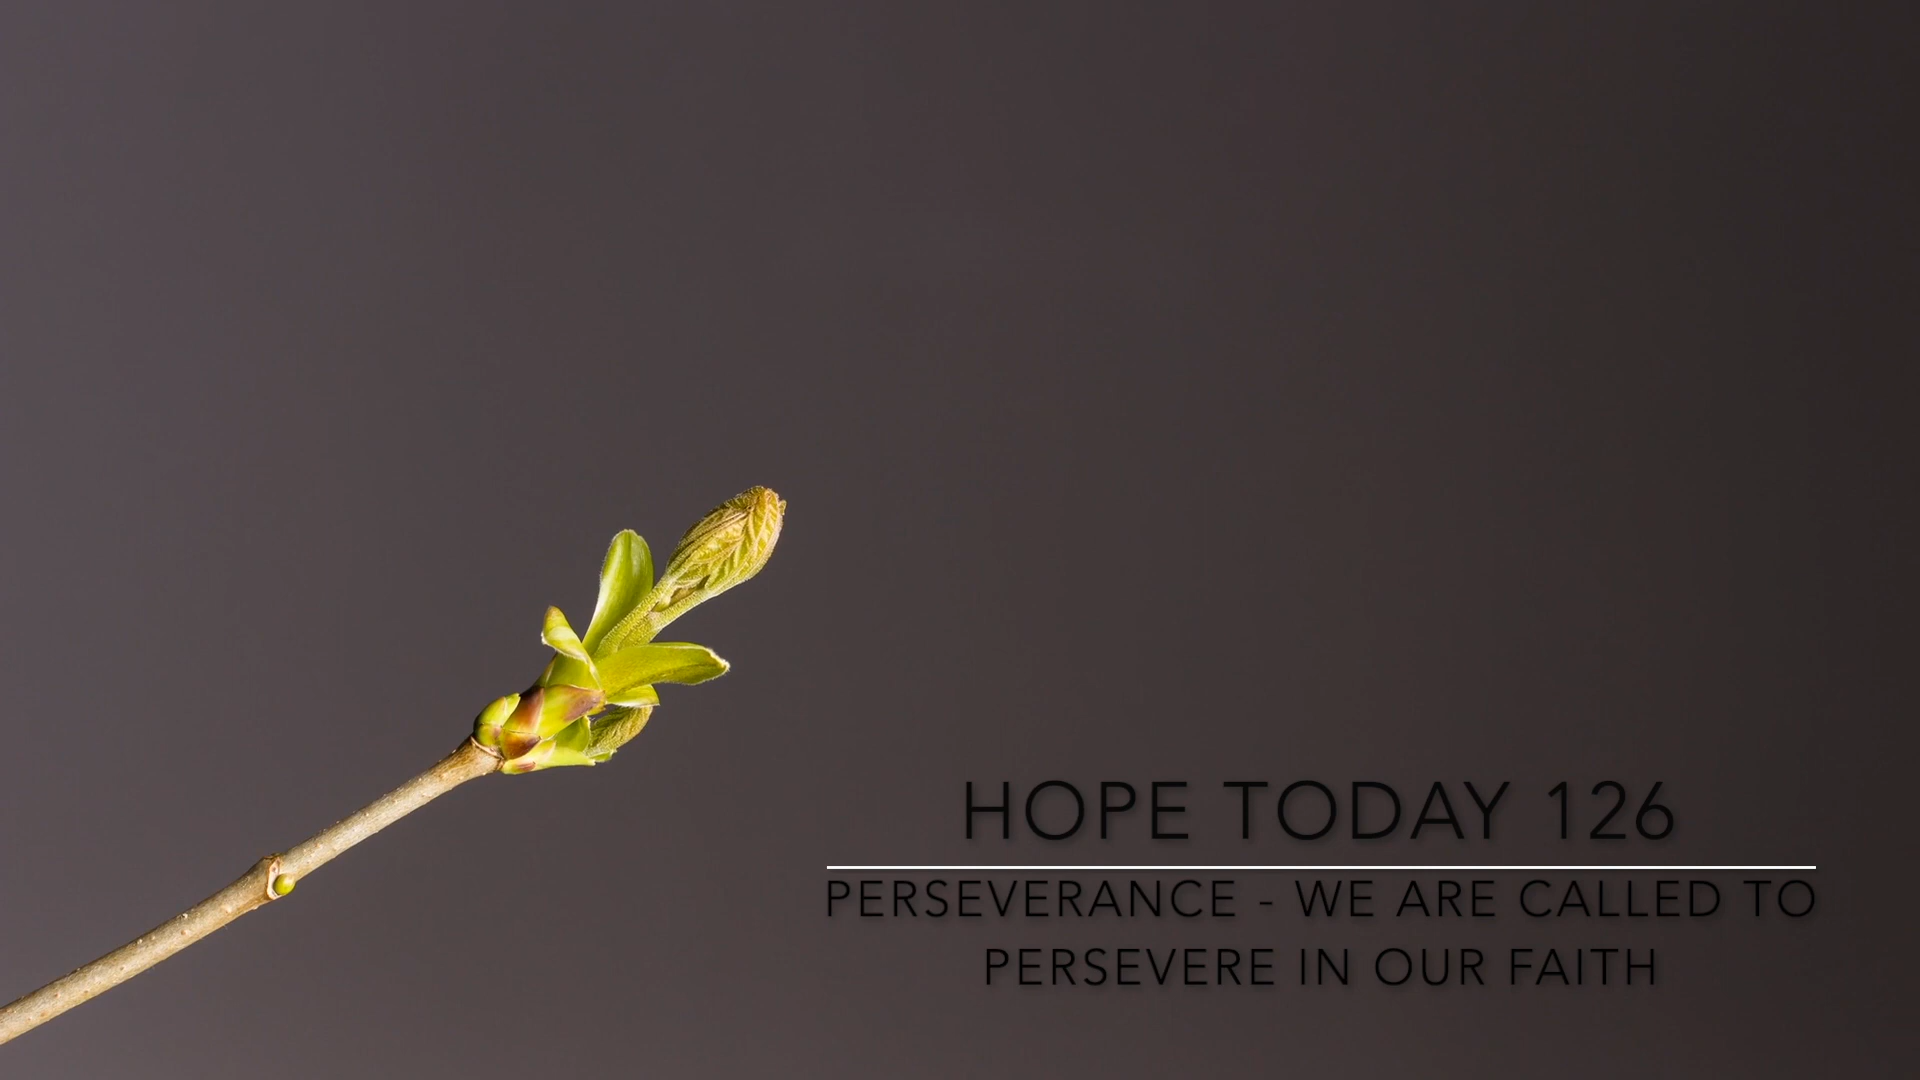 HOPE TODAY 126
PERSEVERANCE - WE ARE CALLED TO
PERSEVERE IN OUR FAITH